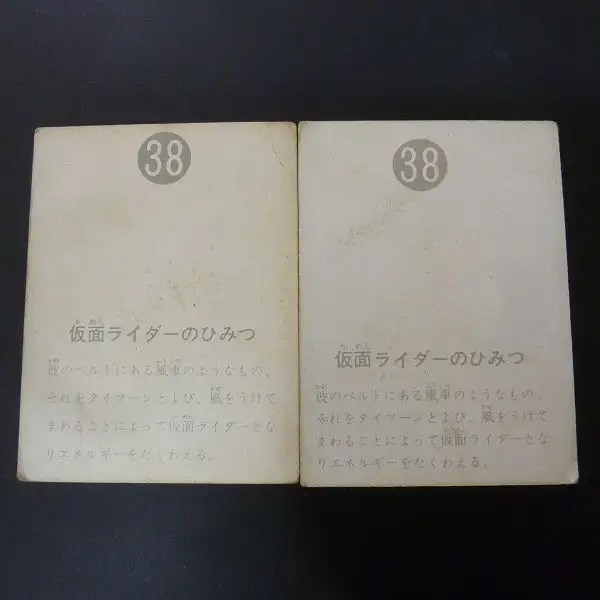 38
仮面ライダーのひみつ
彼のベルトにある風車のようなもの、
それをタイフーンとよび、風をうけて
まわることによって仮面ライダーとな
りエネルギーをたくわえる。
38
仮面ライダーのひみつ
彼のベルトにある風車のようなもの、
それをタイフーンとよび、風をうけて
まわることによって仮面ライダーとな
りエネルギーをたくわえる。